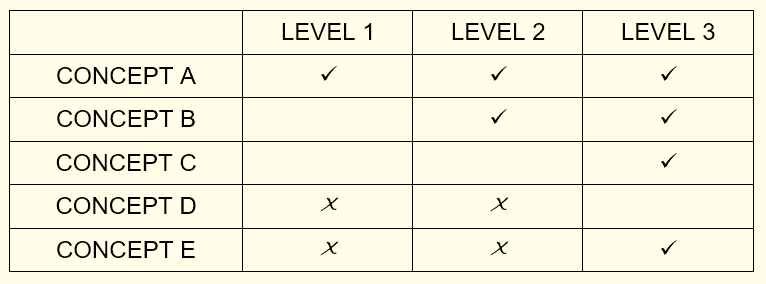 LEVEL 1 LEVEL 2 LEVEL 3
CONCEPT A ✓ ✓ ✓
CONCEPT B ✓ ✓
CONCEPT C ✓
CONCEPT D x x
CONCEPT E x x ✓